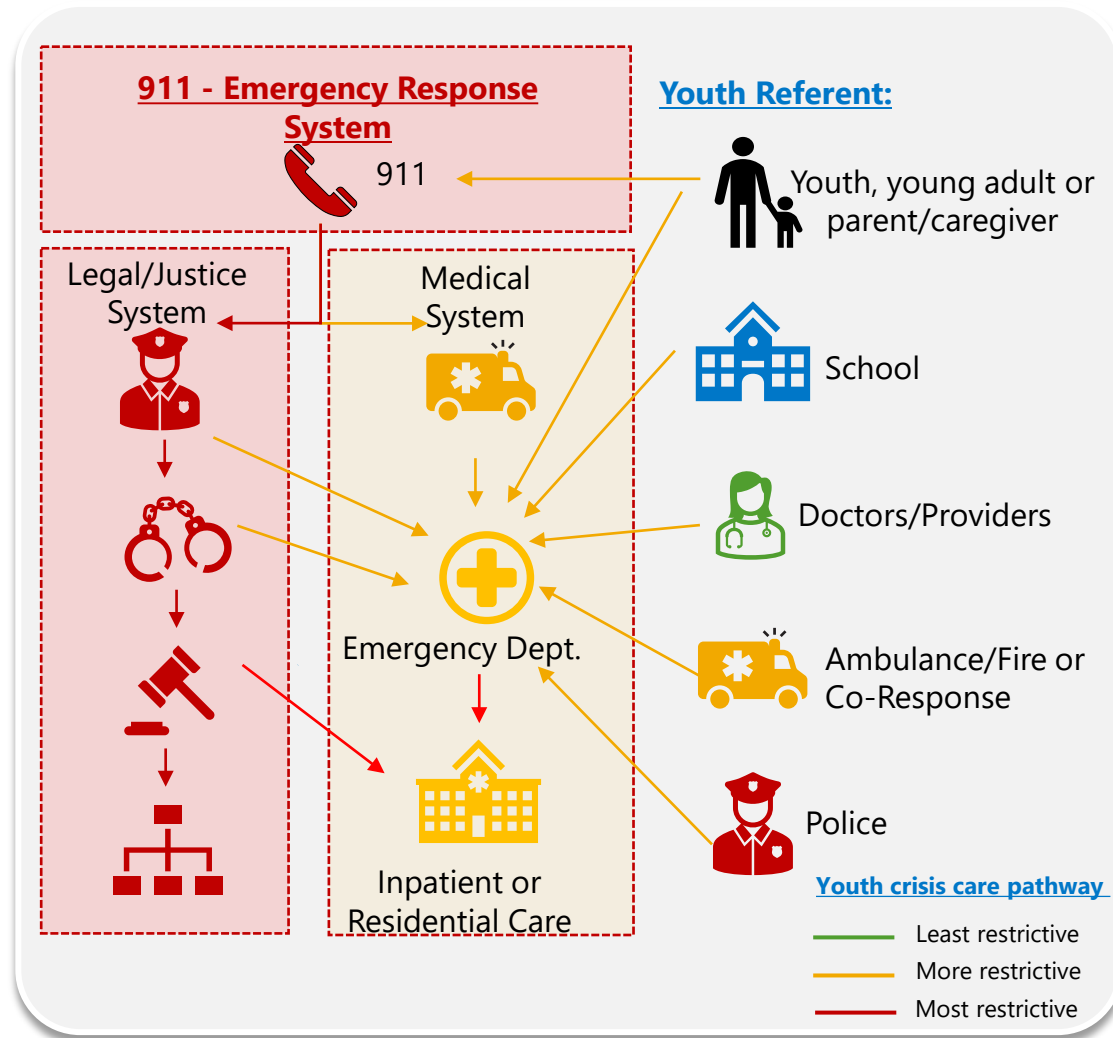 911 - Emergency Response
System
911
Legal/Justice
System
Medical
System
Emergency Dept.
Inpatient or
Residential Care
Youth Referent:
Youth, young adult or
parent/caregiver
School
Doctors/Providers
Ambulance/Fire or
Co-Response
Police
Youth crisis care pathway
Least restrictive
More restrictive
Most restrictive